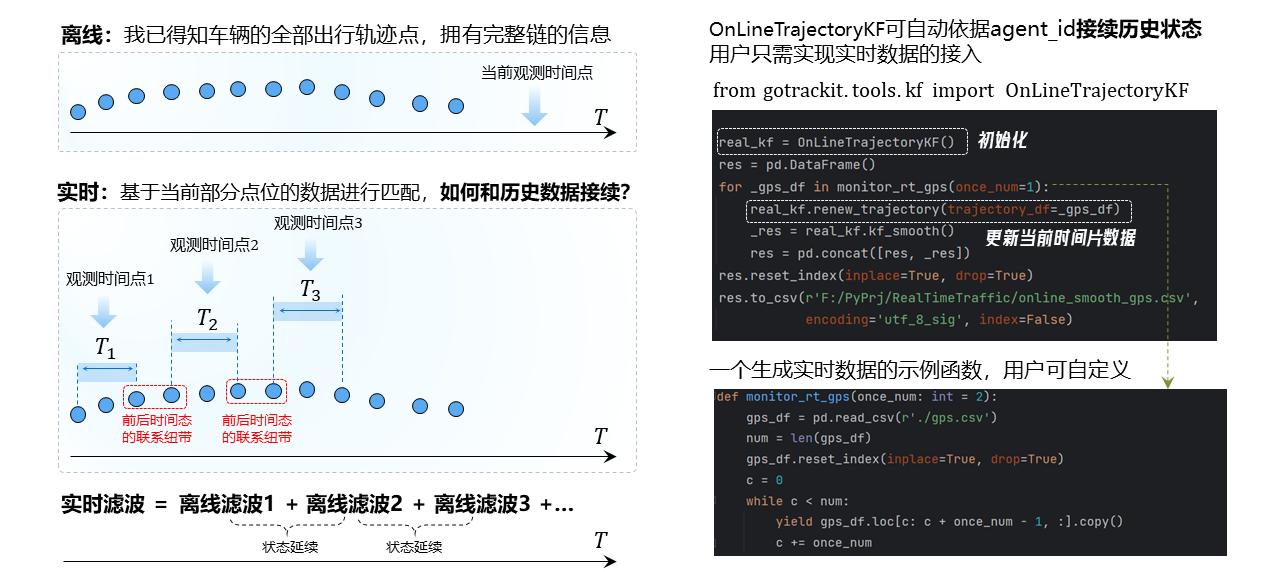 离线：我已得知车辆的全部出行轨迹点，拥有完整链的信息
当前观测时间点
T
实时：基于当前部分点位的数据进行匹配，如何和历史数据接续？
观测时间点3
观测时间点2
观测时间点1
T3
T2
T1
前后时间态
的联系纽带
前后时间态
的联系纽带
T
实时滤波 = 离线滤波1 + 离线滤波2 + 离线滤波3 +...
状态延续
状态延续
T
OnLineTrajectoryKF可自动依据agent_id接续历史状态
用户只需实现实时数据的接入
from gotrackit.tools.kf import OnLineTrajectoryKF
real_kf = OnLineTrajectoryKF() 初始化
res = pd.DataFrame()
for _gps_df in monitor_rt_gps(once_num=1):
    real_kf.renew_trajectory(trajectory_df=_gps_df)
    _res = real_kf.kf_smooth() 更新当前时间片数据
    res = pd.concat([res, _res])
res.reset_index(inplace=True, drop=True)
res.to_csv(r'F:/PyPrj/RealTimeTraffic/online_smooth_gps.csv',
           encoding='utf_8_sig', index=False)
一个生成实时数据的示例函数，用户可自定义
def monitor_rt_gps(once_num: int = 2):
    gps_df = pd.read_csv(r'./gps.csv')
    num = len(gps_df)
    gps_df.reset_index(inplace=True, drop=True)
    c = 0
    while c < num:
        yield gps_df.loc[c: c + once_num - 1, :].copy()
        c += once_num